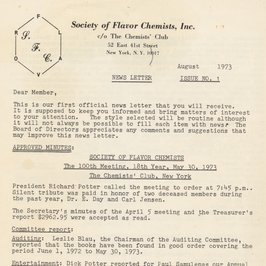 Society of Flavor Chemists, Inc.
c/o The Chemists' Club
52 East 41st Street
New York, N. Y. 10017
F L A V O R
S. F. C.
August 1973
NEWS LETTER ISSUE NO. 1
Dear Member,
This is our first official news letter that you will receive.
It is supposed to keep you informed and bring matters of interest
to your attention. The style selected will be routine although
it will not always be possible to fill each item with news. The
Board of Directors appreciates any comments and suggestions that
may improve this news letter.
APPROVED MINUTES:
SOCIETY OF FLAVOR CHEMISTS
The 100th Meeting, 18th Year, May 30, 1973
The Chemists' Club, New York
President Richard Potter called the meeting to order at 7:45 p.m.
Silent tribute was paid in honor of two deceased members during
the past year, Dr. E. Day and Carl Jensen.
The Secretary's minutes of the April 5 meeting and the Treasurer's
report $2962.95 were accepted as read.
Committee report:
Auditing: Leslie Blau, the Chairman of the Auditing Committee,
reported that the books have been found in good order covering the
period June 1, 1972 to May 30, 1973.
Entertainment: Dick Potter reported for Paul
our Annual